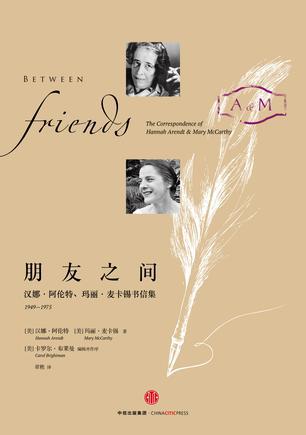 BETWEEN
friends
The Correspondence of
Hannah Arendt & Mary McCarthy
A & M
朋友之间
汉娜·阿伦特、玛丽·麦卡锡书信集
1949—1975
[美] 汉娜·阿伦特 [美] 玛丽·麦卡锡 著
Hannah Arendt Mary McCarthy
[美] 卡罗尔·布莱曼 编辑并作序
Carol Brightman
章艳 译
中信出版集团·CHINACITICPRESS